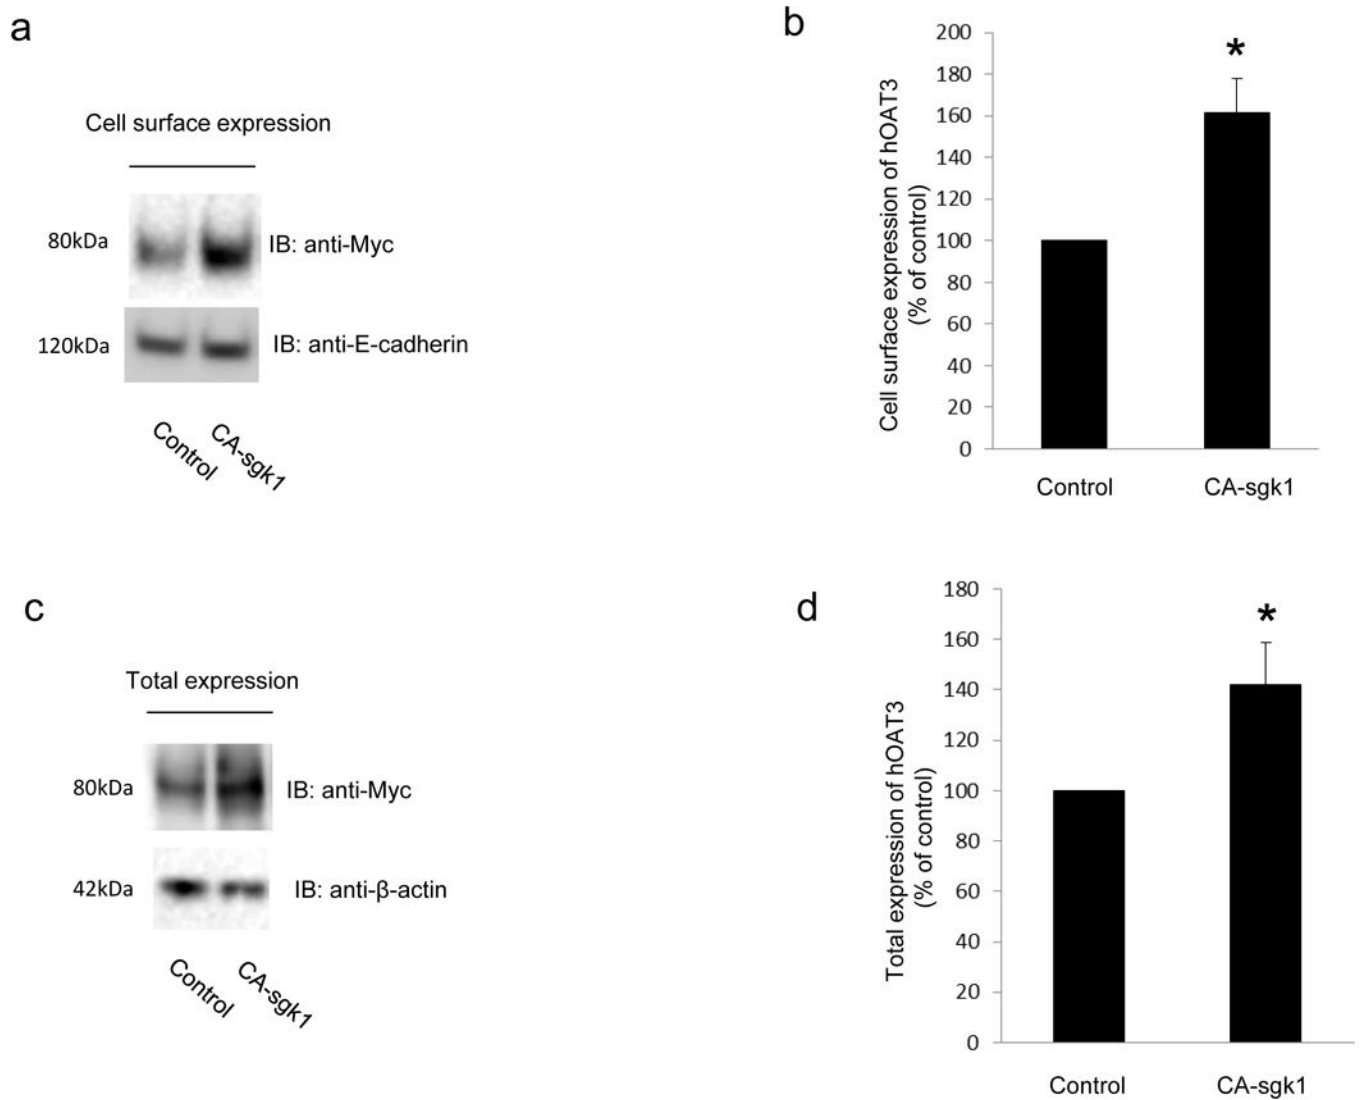 a
Cell surface expression
80kDa
IB: anti-Myc
120kDa
IB: anti-E-cadherin
Control
CA-sgk1
b
Cell surface expression of hOAT3
(% of control)
200
180
160
140
120
100
80
60
40
20
0
*
Control
CA-sgk1
c
Total expression
80kDa
IB: anti-Myc
42kDa
IB: anti-β-actin
Control
CA-sgk1
d
Total expression of hOAT3
(% of control)
180
160
140
120
100
80
60
40
20
0
*
Control
CA-sgk1